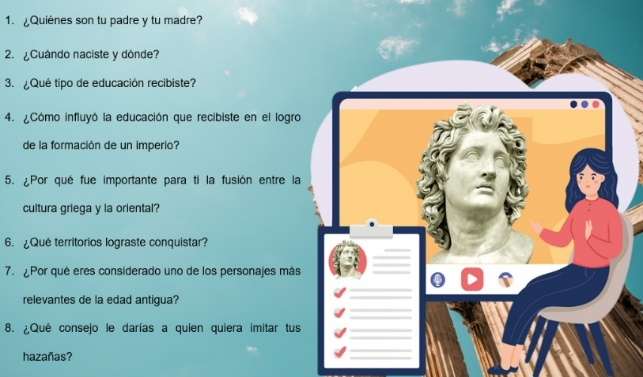 1. ¿Quiénes son tu padre y tu madre?
2. ¿Cuándo naciste y dónde?
3. ¿Qué tipo de educación recibiste?
4. ¿Cómo influyó la educación que recibiste en el logro
de la formación de un imperio?
5. ¿Por qué fue importante para ti la fusión entre la
cultura griega y la oriental?
6. ¿Qué territorios lograste conquistar?
7. ¿Por qué eres considerado uno de los personajes más
relevantes de la edad antigua?
8. ¿Qué consejo le darías a quien quiera imitar tus
hazañas?